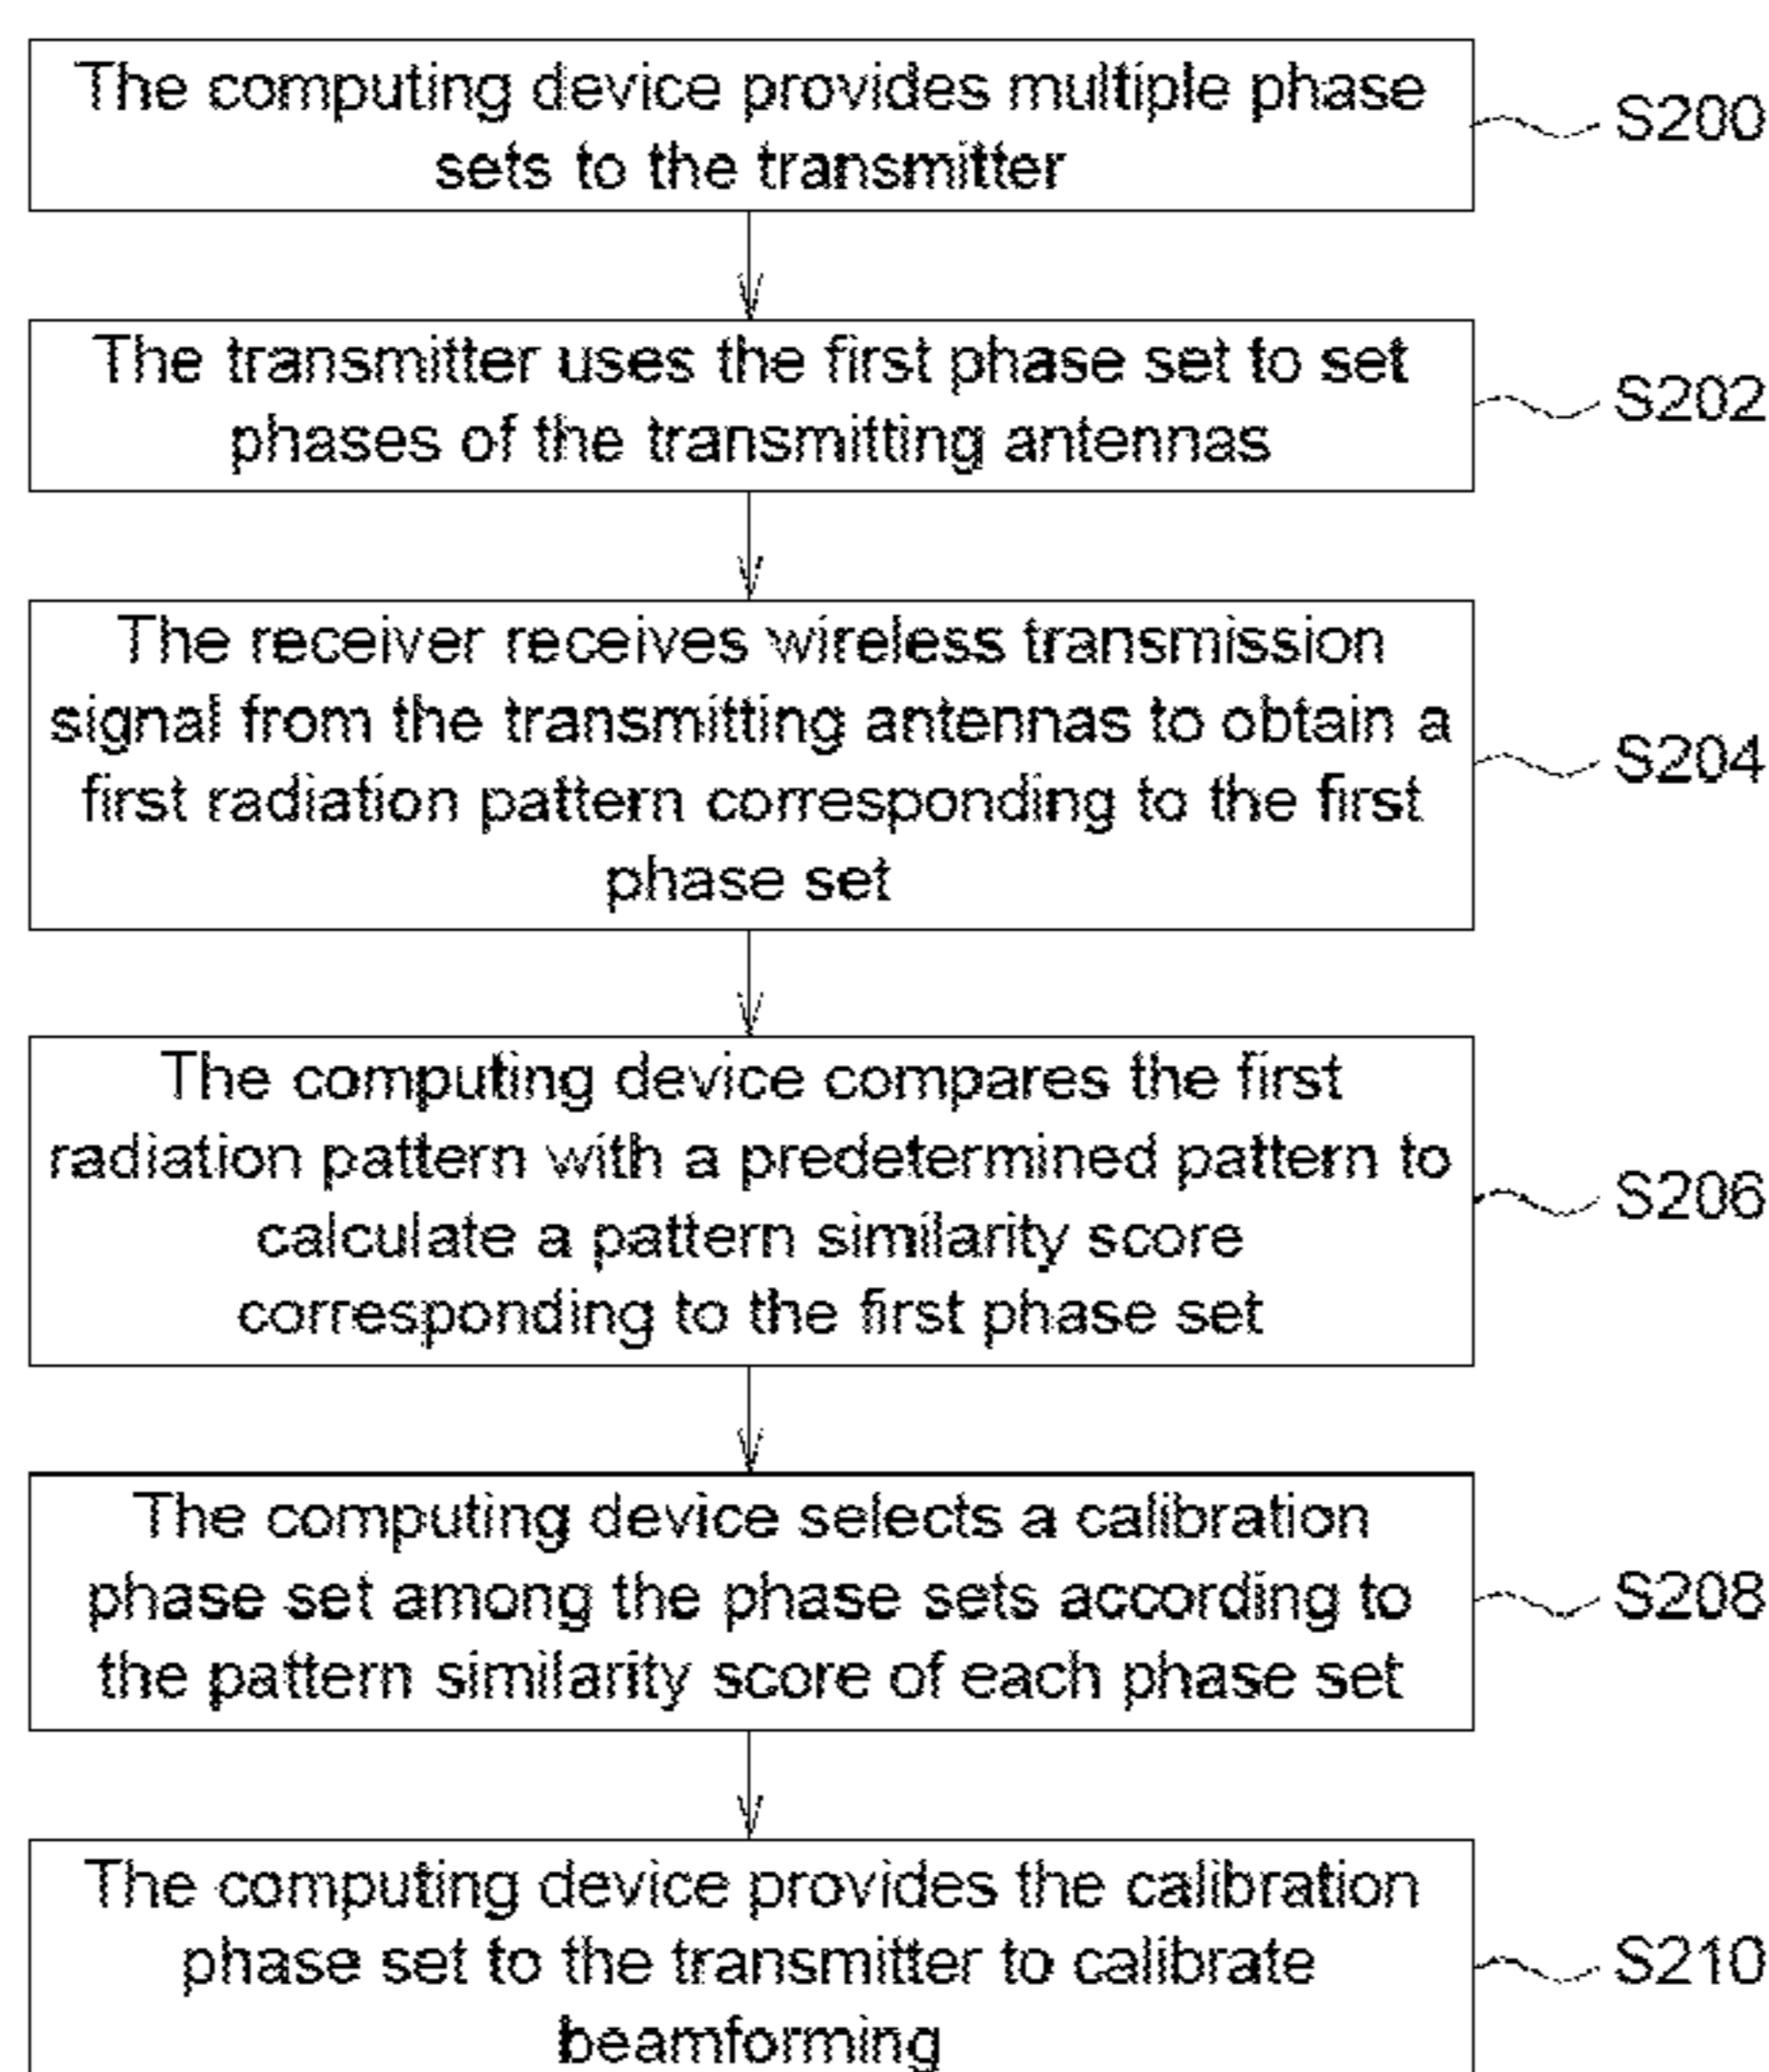 The computing device provides multiple phase
sets to the transmitter
S200
The transmitter uses the first phase set to set
phases of the transmitting antennas
S202
The receiver receives wireless transmission
signal from the transmitting antennas to obtain a
first radiation pattern corresponding to the first
phase set
S204
The computing device compares the first
radiation pattern with a predetermined pattern to
calculate a pattern similarity score
corresponding to the first phase set
S206
The computing device selects a calibration
phase set among the phase sets according to
the pattern similarity score of each phase set
S208
The computing device provides the calibration
phase set to the transmitter to calibrate
beamforming
S210